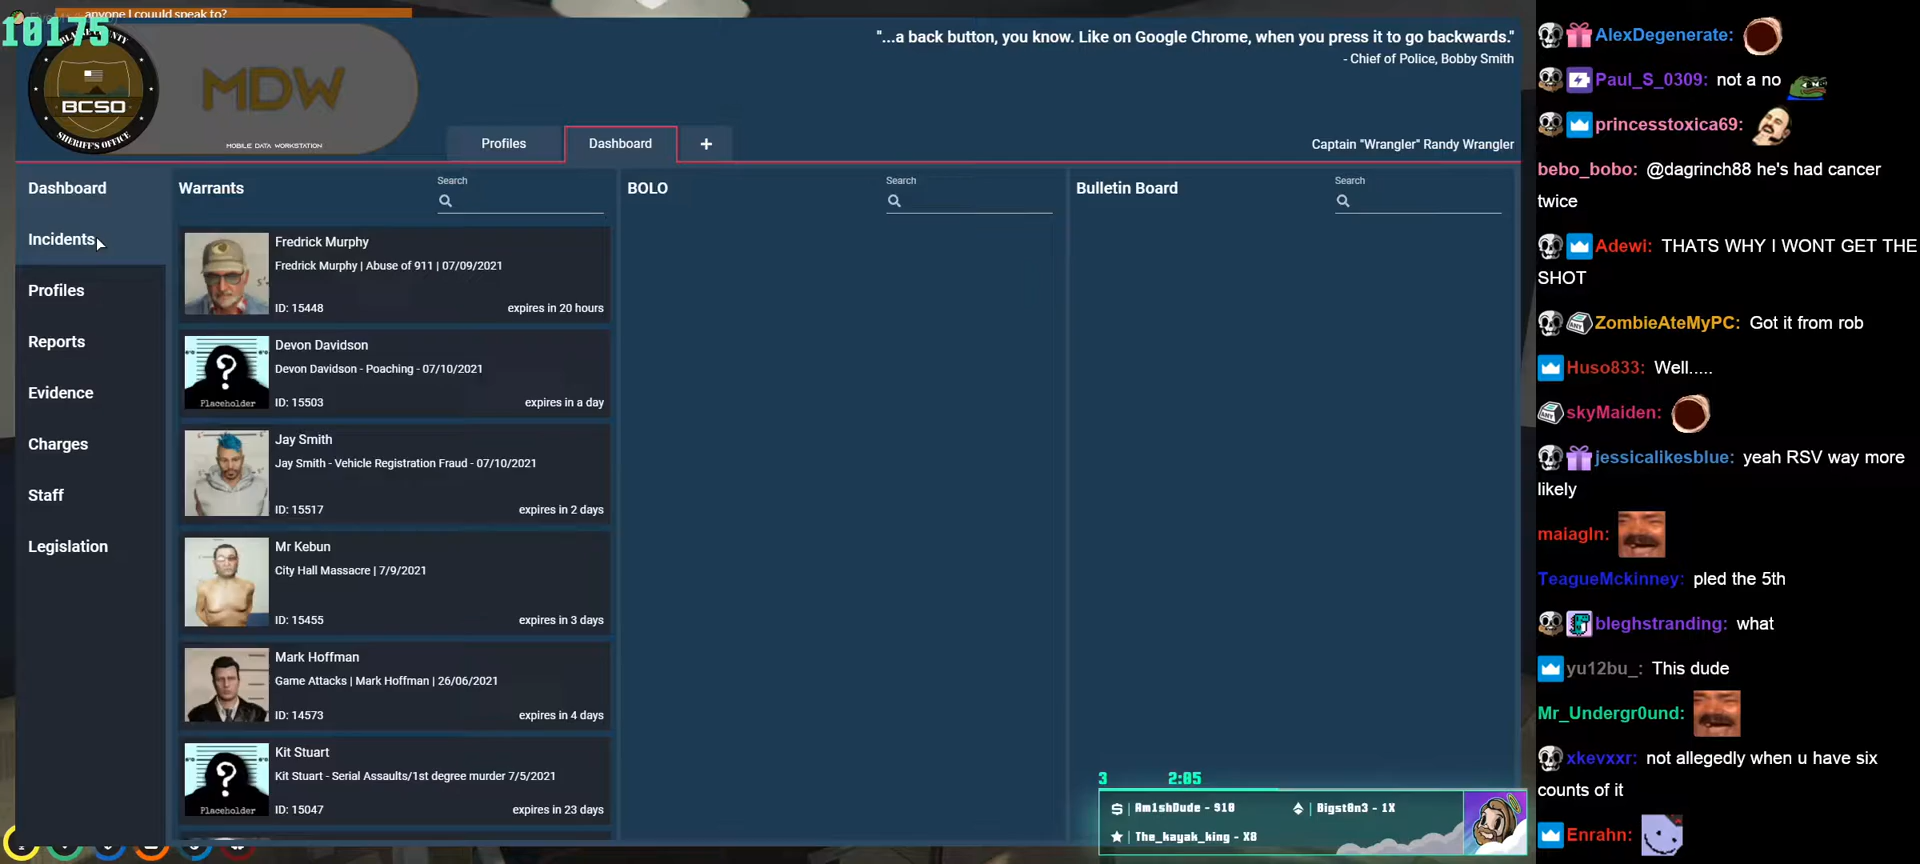 anyone I couuld speak to?
10175
BLAINE COUNTY
BCSO
SHERIFF'S OFFICE
MDW
MOBILE DATA WORKSTATION
"...a back button, you know. Like on Google Chrome, when you press it to go backwards."
- Chief of Police, Bobby Smith
Profiles
Dashboard
+
Captain "Wrangler" Randy Wrangler
Dashboard
Incidents
Profiles
Reports
Evidence
Charges
Staff
Legislation
Warrants
Search
Fredrick Murphy
Fredrick Murphy | Abuse of 911 | 07/09/2021
ID: 15448
expires in 20 hours
Devon Davidson
Devon Davidson - Poaching - 07/10/2021
ID: 15503
expires in a day
Placeholder
Jay Smith
Jay Smith - Vehicle Registration Fraud - 07/10/2021
ID: 15517
expires in 2 days
Mr Kebun
City Hall Massacre | 7/9/2021
ID: 15455
expires in 3 days
Mark Hoffman
Game Attacks | Mark Hoffman | 26/06/2021
ID: 14573
expires in 4 days
Kit Stuart
Kit Stuart - Serial Assaults/1st degree murder 7/5/2021
ID: 15047
expires in 23 days
Placeholder
BOLO
Search
Bulletin Board
Search
3
2:05
Am1shDude - 910
Bigst0n3 - 1X
The_kayak_king - X8
AlexDegenerate:
Paul_S_0309: not a no
princesstoxica69:
bebo_bobo: @dagrinch88 he's had cancer
twice
Adewi: THATS WHY I WONT GET THE
SHOT
ZombieAteMyPC: Got it from rob
Huso833: Well.....
skyMaiden:
jessicalikesblue: yeah RSV way more
likely
maiagln:
TeagueMckinney: pled the 5th
bleghstranding: what
yu12bu_: This dude
Mr_Undergr0und:
xkevxxr: not allegedly when u have six
counts of it
Enrahn: